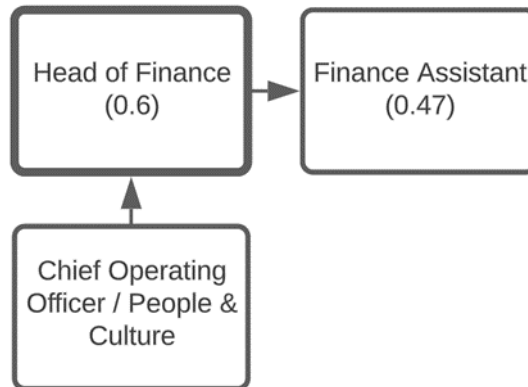 Head of Finance
(0.6)
Finance Assistant
(0.47)
Chief Operating
Officer / People &
Culture